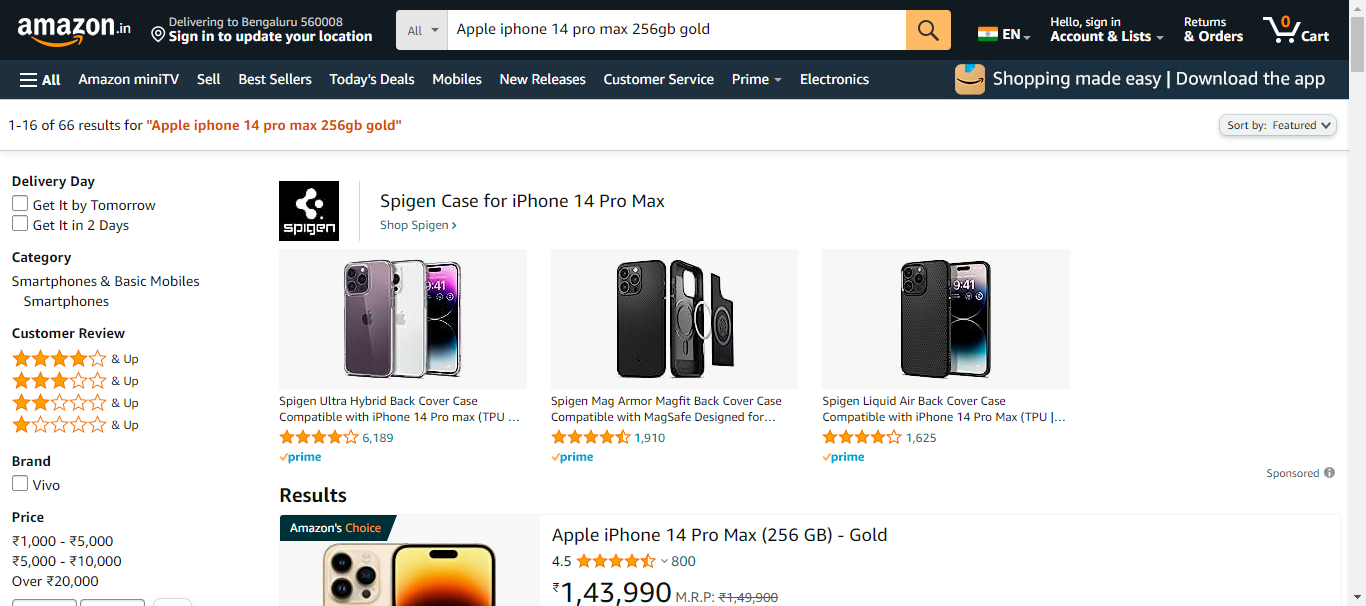 amazon.in
Delivering to Bengaluru 560008
Sign in to update your location
All
Apple iphone 14 pro max 256gb gold
EN
Hello, sign in
Account & Lists
Returns
& Orders
0
Cart
All
Amazon miniTV
Sell
Best Sellers
Today's Deals
Mobiles
New Releases
Customer Service
Prime
Electronics
Shopping made easy | Download the app
1-16 of 66 results for "Apple iphone 14 pro max 256gb gold"
Sort by: Featured
Delivery Day
Get It by Tomorrow
Get It in 2 Days
Category
Smartphones & Basic Mobiles
Smartphones
Customer Review
& Up
& Up
& Up
& Up
Brand
Vivo
Price
₹1,000 - ₹5,000
₹5,000 - ₹10,000
Over ₹20,000
spigen
Spigen Case for iPhone 14 Pro Max
Shop Spigen ›
9:41
9:41
Spigen Ultra Hybrid Back Cover Case
Compatible with iPhone 14 Pro max (TPU ...
6,189
prime
Spigen Mag Armor Magfit Back Cover Case
Compatible with MagSafe Designed for...
1,910
prime
Spigen Liquid Air Back Cover Case
Compatible with iPhone 14 Pro Max (TPU |...
1,625
prime
Sponsored
Results
Amazon's Choice
Apple iPhone 14 Pro Max (256 GB) - Gold
4.5
800
₹1,43,990 M.R.P: ₹1,49,900